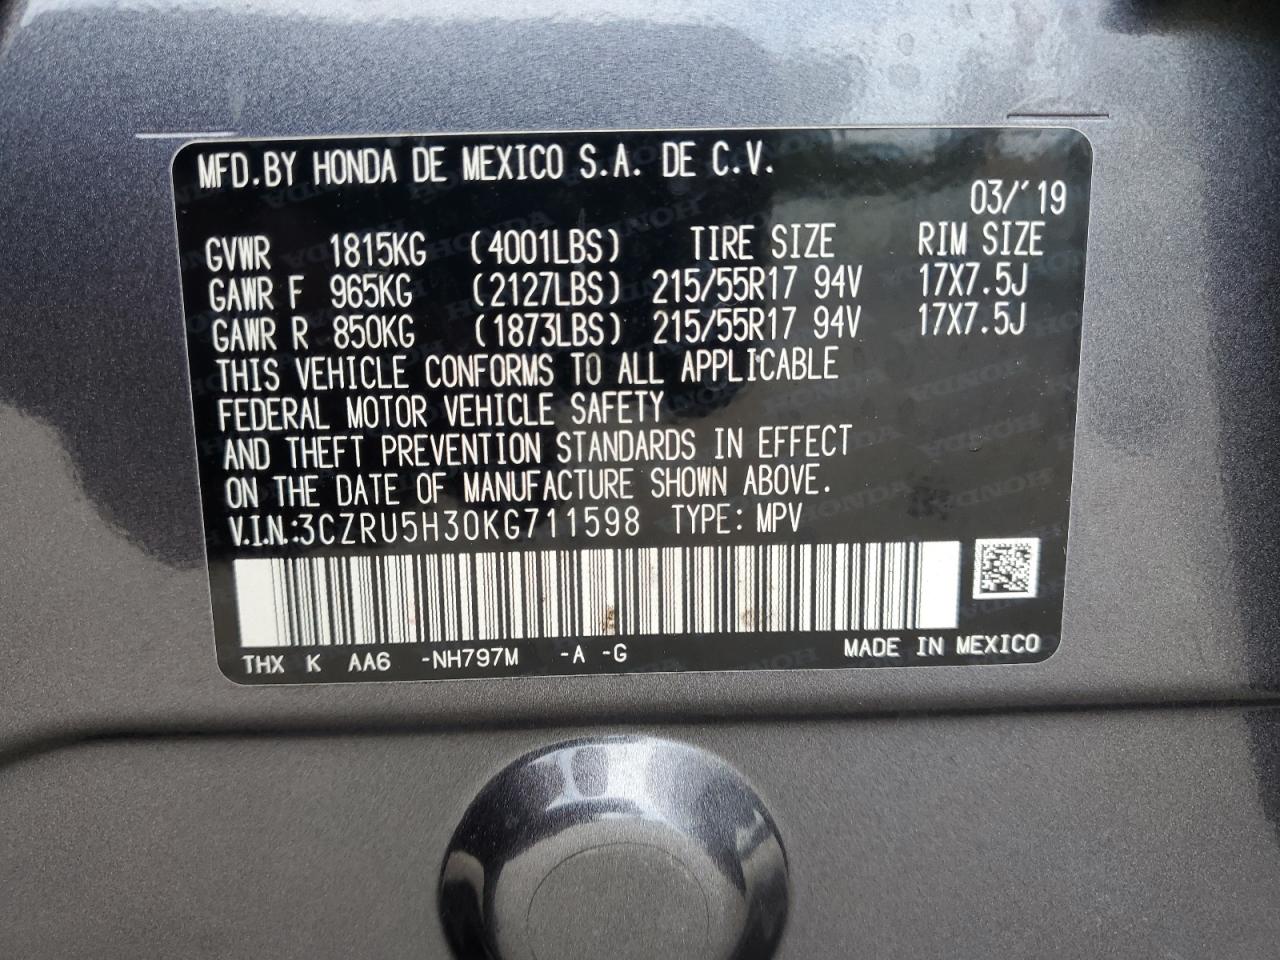 MFD.BY HONDA DE MEXICO S.A. DE C.V.
03/'19
GVWR 1815KG (4001LBS) TIRE SIZE RIM SIZE
GAWR F 965KG (2127LBS) 215/55R17 94V 17X7.5J
GAWR R 850KG (1873LBS) 215/55R17 94V 17X7.5J
THIS VEHICLE CONFORMS TO ALL APPLICABLE
FEDERAL MOTOR VEHICLE SAFETY
AND THEFT PREVENTION STANDARDS IN EFFECT
ON THE DATE OF MANUFACTURE SHOWN ABOVE.
V.I.N.:3CZRU5H30KG711598 TYPE: MPV
THX K AA6 -NH797M -A -G MADE IN MEXICO